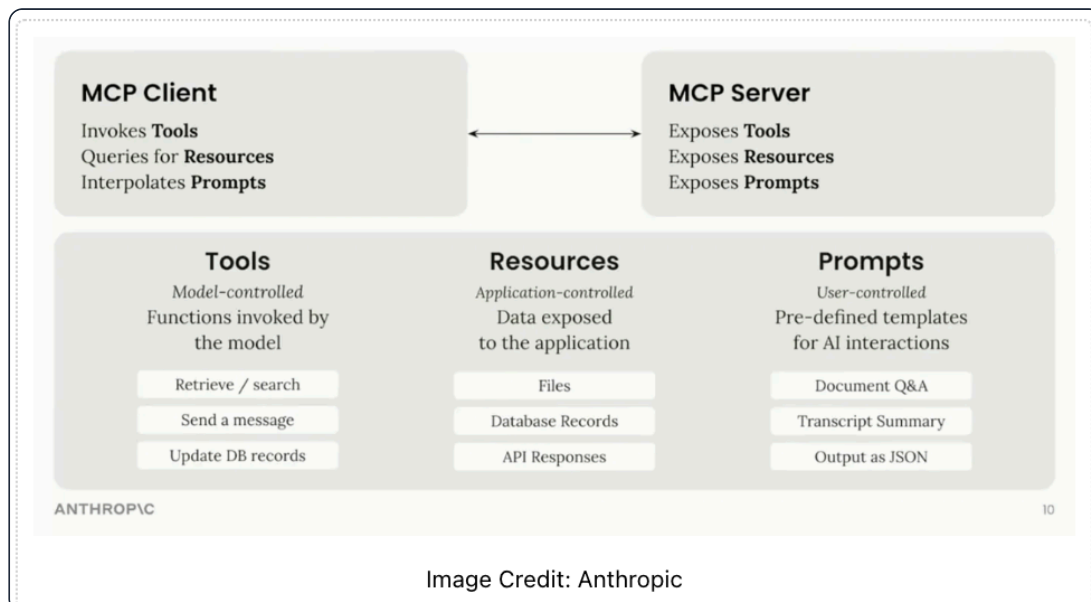 MCP Client
Invokes Tools
Queries for Resources
Interpolates Prompts
MCP Server
Exposes Tools
Exposes Resources
Exposes Prompts
Tools
Model-controlled
Functions invoked by
the model
Retrieve / search
Send a message
Update DB records
Resources
Application-controlled
Data exposed
to the application
Files
Database Records
API Responses
Prompts
User-controlled
Pre-defined templates
for AI interactions
Document Q&A
Transcript Summary
Output as JSON
ANTHROP\C
10
Image Credit: Anthropic